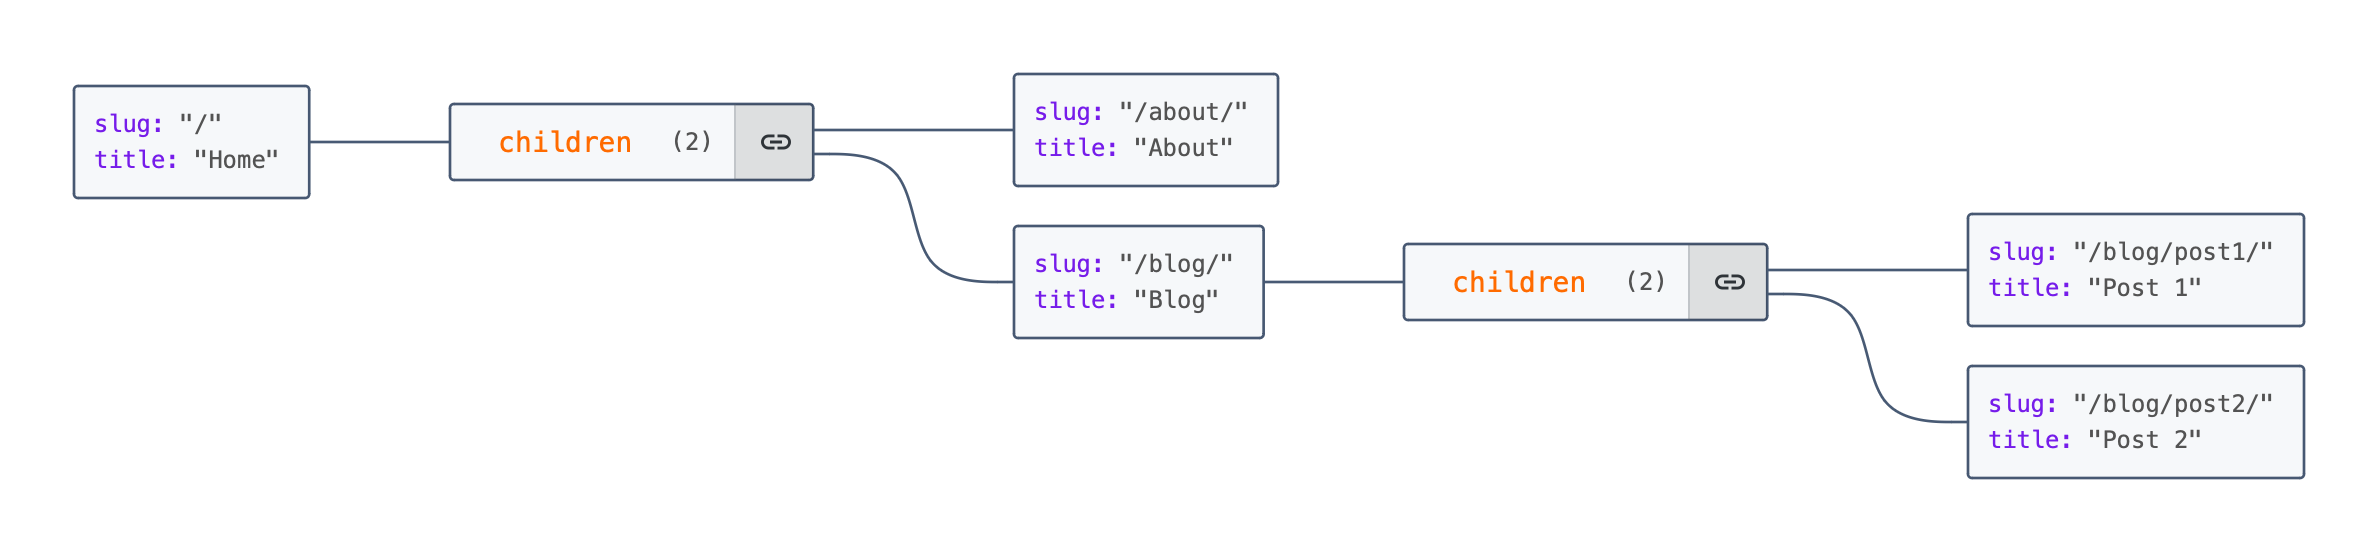 slug: "/"
title: "Home"
children (2)
slug: "/about/"
title: "About"
slug: "/blog/"
title: "Blog"
children (2)
slug: "/blog/post1/"
title: "Post 1"
slug: "/blog/post2/"
title: "Post 2"